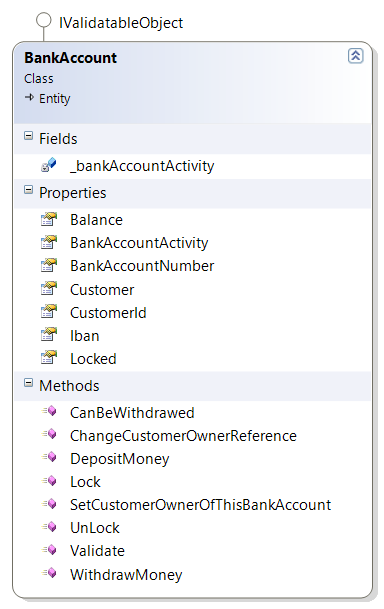 IValidatableObject
BankAccount
Class
Entity
Fields
_bankAccountActivity
Properties
Balance
BankAccountActivity
BankAccountNumber
Customer
CustomerId
Iban
Locked
Methods
CanBeWithdrawed
ChangeCustomerOwnerReference
DepositMoney
Lock
SetCustomerOwnerOfThisBankAccount
UnLock
Validate
WithdrawMoney